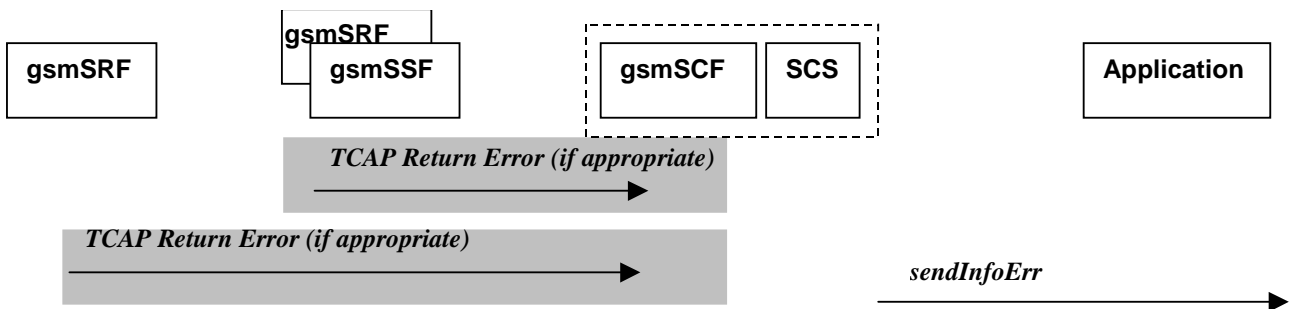 gsmSRF
gsmSRF
gsmSSF
gsmSCF
SCS
Application
TCAP Return Error (if appropriate)
TCAP Return Error (if appropriate)
sendInfoErr